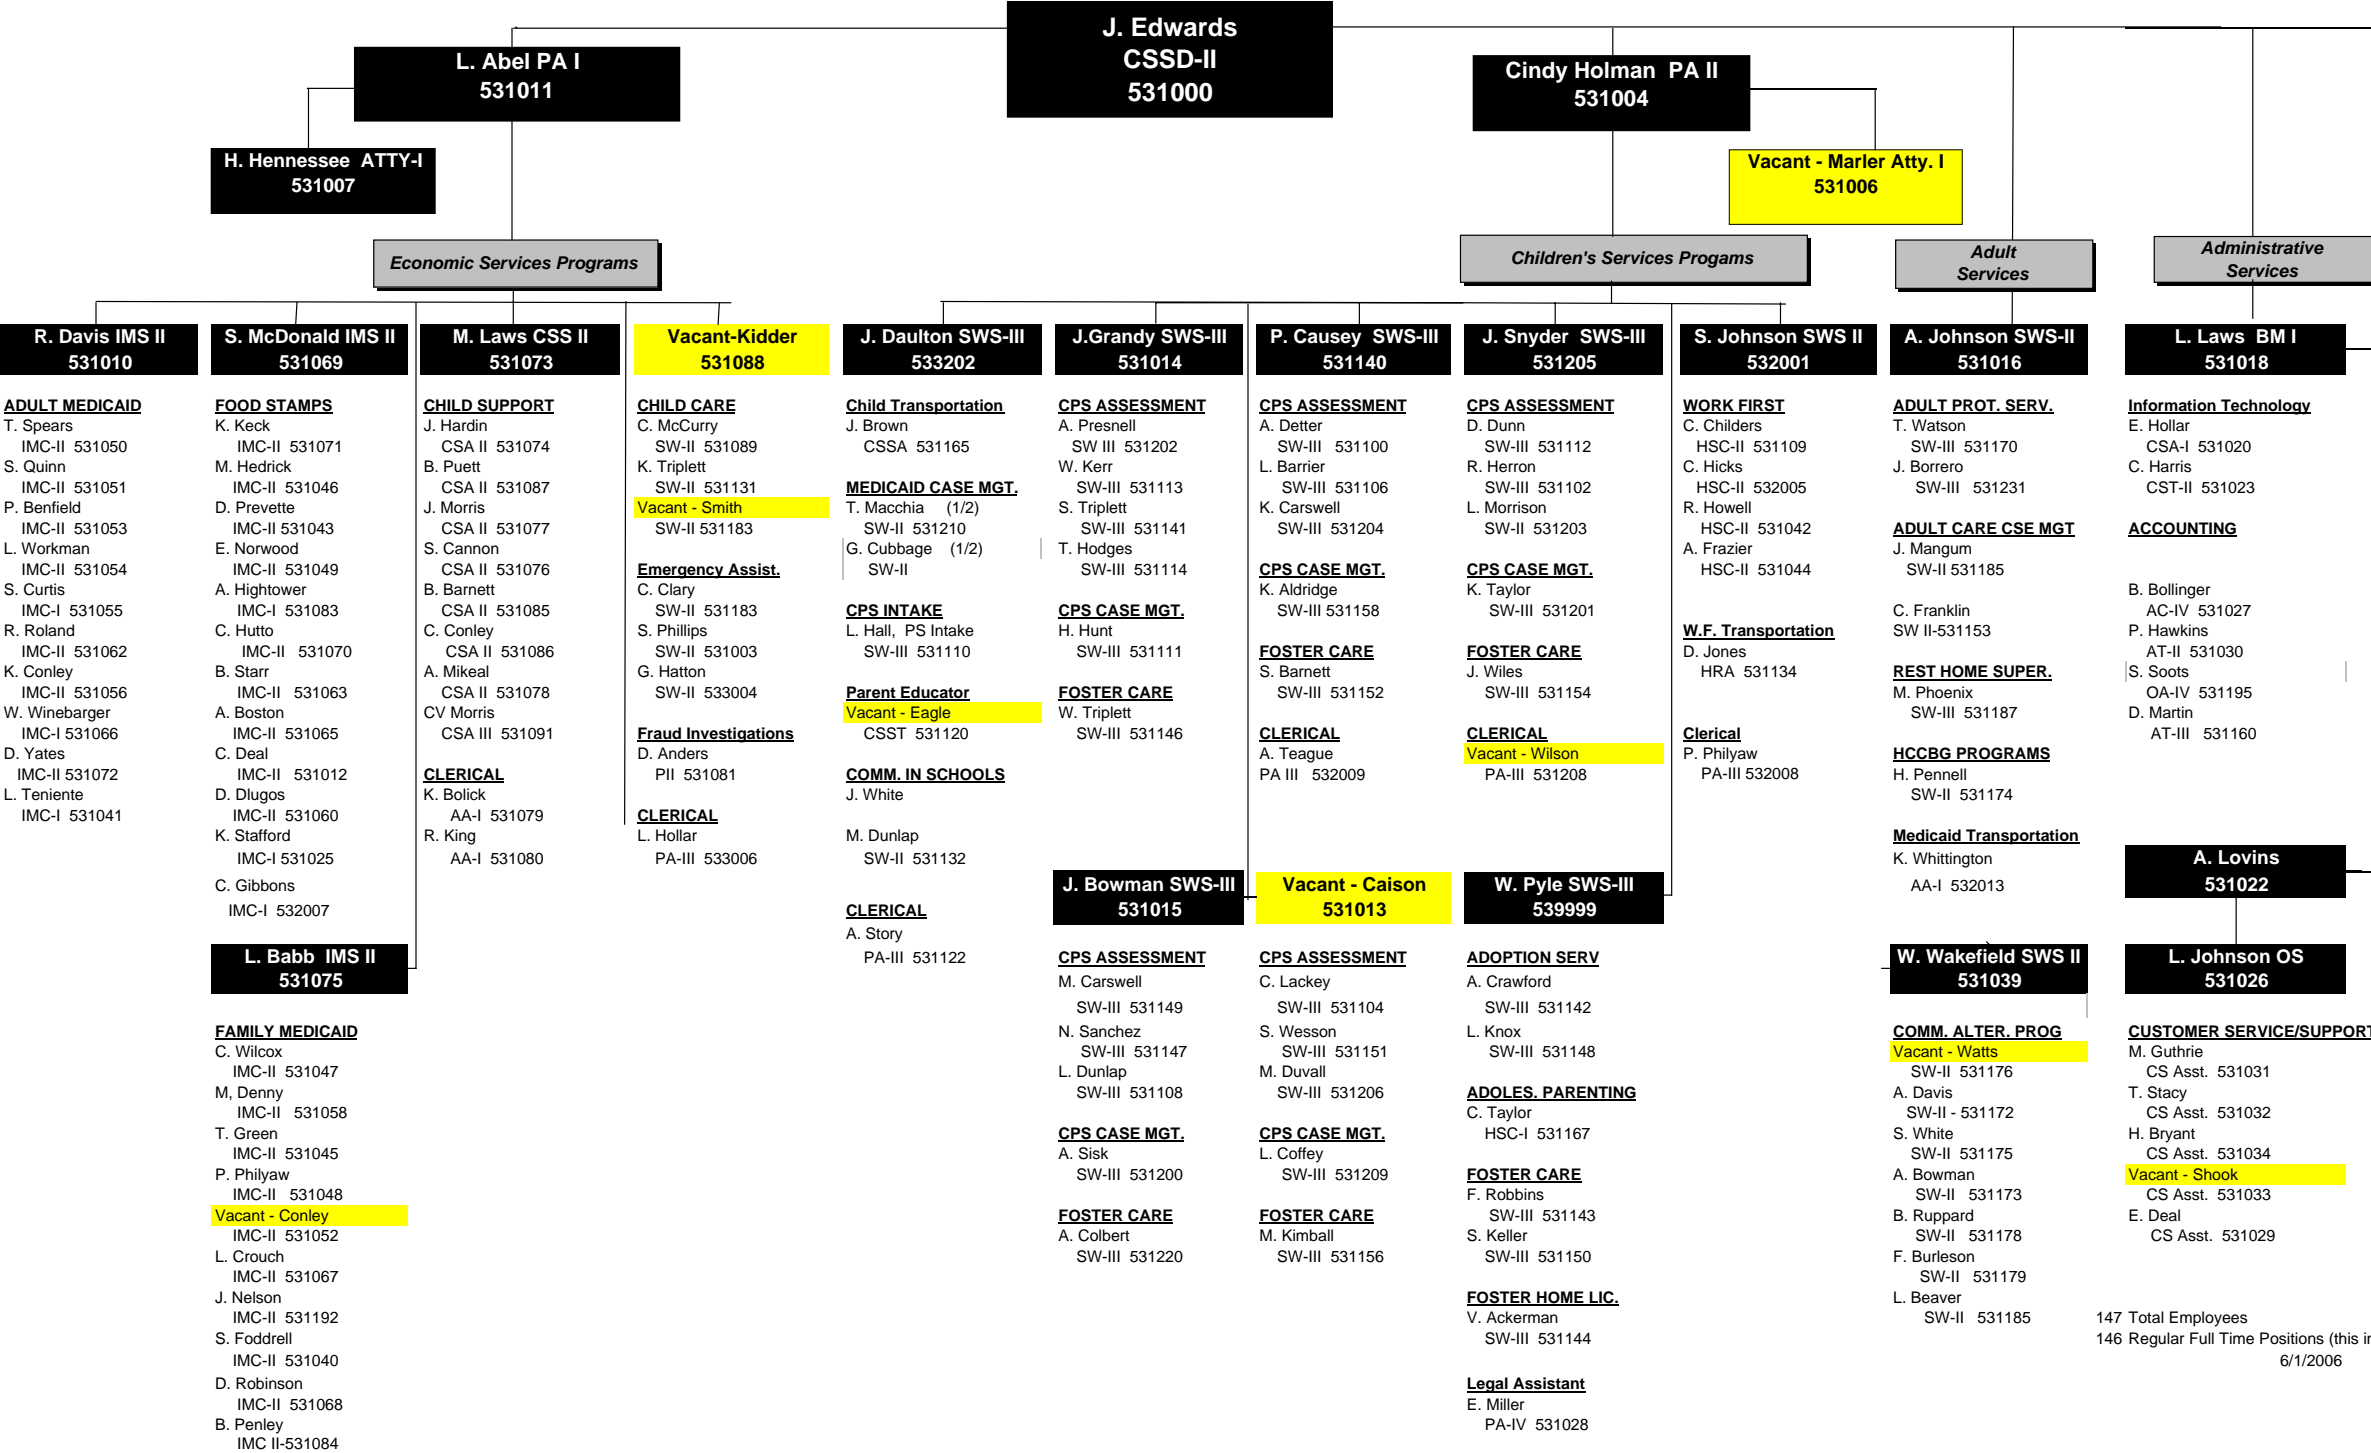 J. Edwards
CSSD-II
531000
L. Abel PA I
531011
Cindy Holman  PA II
531004
H. Hennessee  ATTY-I
531007
Vacant - Marler Atty. I
531006
Economic Services Programs
Children's Services Progams
Adult
Services
Administrative
Services
R. Davis IMS II
531010
ADULT MEDICAID
T. Spears
IMC-II  531050
S. Quinn
IMC-II  531051
P. Benfield
IMC-II  531053
L. Workman
IMC-II  531054
S. Curtis
IMC-I  531055
R. Roland
IMC-II  531062
K. Conley
IMC-II  531056
W. Winebarger
IMC-I 531066
D. Yates
IMC-II 531072
L. Teniente
IMC-I  531041
S. McDonald IMS II
531069
FOOD STAMPS
K. Keck
IMC-II  531071
M. Hedrick
IMC-II  531046
D. Prevette
IMC-II 531043
E. Norwood
IMC-II  531049
A. Hightower
IMC-I  531083
C. Hutto
IMC-II   531070
B. Starr
IMC-II   531063
A. Boston
IMC-II  531065
C. Deal
IMC-II   531012
D. Dlugos
IMC-II  531060
K. Stafford
IMC-I 531025
C. Gibbons
IMC-I  532007
L. Babb  IMS II
531075
FAMILY MEDICAID
C. Wilcox
IMC-II  531047
M, Denny
IMC-II   531058
T. Green
IMC-II  531045
P. Philyaw
IMC-II   531048
Vacant - Conley
IMC-II  531052
L. Crouch
IMC-II  531067
J. Nelson
IMC-II  531192
S. Foddrell
IMC-II  531040
D. Robinson
IMC-II  531068
B. Penley
IMC II-531084
M. Laws CSS II
531073
CHILD SUPPORT
J. Hardin
CSA II  531074
B. Puett
CSA II  531087
J. Morris
CSA II  531077
S. Cannon
CSA II  531076
B. Barnett
CSA II  531085
C. Conley
CSA II  531086
A. Mikeal
CSA II  531078
CV Morris
CSA III  531091
CLERICAL
K. Bolick
AA-I  531079
R. King
AA-I  531080
Vacant-Kidder
531088
CHILD CARE
C. McCurry
SW-II  531089
K. Triplett
SW-II  531131
Vacant - Smith
SW-II 531183
Emergency Assist.
C. Clary
SW-II  531183
S. Phillips
SW-II  531003
G. Hatton
SW-II  533004
Fraud Investigations
D. Anders
PII  531081
CLERICAL
L. Hollar
PA-III  533006
J. Daulton SWS-III
533202
Child Transportation
J. Brown
CSSA  531165
MEDICAID CASE MGT.
T. Macchia    (1/2)
SW-II  531210
G. Cubbage   (1/2)
SW-II
CPS INTAKE
L. Hall,  PS Intake
SW-III  531110
Parent Educator
Vacant - Eagle
CSST  531120
COMM. IN SCHOOLS
J. White
M. Dunlap
SW-II  531132
CLERICAL
A. Story
PA-III  531122
J.Grandy SWS-III
531014
CPS ASSESSMENT
A. Presnell
SW III  531202
W. Kerr
SW-III  531113
S. Triplett
SW-III  531141
T. Hodges
SW-III  531114
CPS CASE MGT.
H. Hunt
SW-III  531111
FOSTER CARE
W. Triplett
SW-III  531146
J. Bowman SWS-III
531015
CPS ASSESSMENT
M. Carswell
SW-III  531149
N. Sanchez
SW-III  531147
L. Dunlap
SW-III  531108
CPS CASE MGT.
A. Sisk
SW-III  531200
FOSTER CARE
A. Colbert
SW-III  531220
P. Causey  SWS-III
531140
CPS ASSESSMENT
A. Detter
SW-III  531100
L. Barrier
SW-III  531106
K. Carswell
SW-III  531204
CPS CASE MGT.
K. Aldridge
SW-III 531158
FOSTER CARE
S. Barnett
SW-III  531152
CLERICAL
A. Teague
PA III  532009
Vacant - Caison
531013
CPS ASSESSMENT
C. Lackey
SW-III  531104
S. Wesson
SW-III  531151
M. Duvall
SW-III  531206
CPS CASE MGT.
L. Coffey
SW-III  531209
FOSTER CARE
M. Kimball
SW-III  531156
J. Snyder  SWS-III
531205
CPS ASSESSMENT
D. Dunn
SW-III  531112
R. Herron
SW-III  531102
L. Morrison
SW-II  531203
CPS CASE MGT.
K. Taylor
SW-III  531201
FOSTER CARE
J. Wiles
SW-III  531154
CLERICAL
Vacant - Wilson
PA-III  531208
W. Pyle SWS-III
539999
ADOPTION SERV
A. Crawford
SW-III  531142
L. Knox
SW-III  531148
ADOLES. PARENTING
C. Taylor
HSC-I  531167
FOSTER CARE
F. Robbins
SW-III  531143
S. Keller
SW-III  531150
FOSTER HOME LIC.
V. Ackerman
SW-III  531144
Legal Assistant
E. Miller
PA-IV  531028
S. Johnson SWS II
532001
WORK FIRST
C. Childers
HSC-II  531109
C. Hicks
HSC-II  532005
R. Howell
HSC-II  531042
A. Frazier
HSC-II  531044
W.F. Transportation
D. Jones
HRA  531134
Clerical
P. Philyaw
PA-III 532008
A. Johnson SWS-II
531016
ADULT PROT. SERV.
T. Watson
SW-III  531170
J. Borrero
SW-III   531231
ADULT CARE CSE MGT
J. Mangum
SW-II 531185
C. Franklin
SW II-531153
REST HOME SUPER.
M. Phoenix
SW-III  531187
HCCBG PROGRAMS
H. Pennell
SW-II  531174
Medicaid Transportation
K. Whittington
AA-I  532013
W. Wakefield SWS II
531039
COMM. ALTER. PROG
Vacant - Watts
SW-II  531176
A. Davis
SW-II - 531172
S. White
SW-II  531175
A. Bowman
SW-II   531173
B. Ruppard
SW-II   531178
F. Burleson
SW-II   531179
L. Beaver
SW-II   531185
L. Laws  BM I
531018
Information Technology
E. Hollar
CSA-I  531020
C. Harris
CST-II  531023
ACCOUNTING
B. Bollinger
AC-IV  531027
P. Hawkins
AT-II  531030
S. Soots
OA-IV  531195
D. Martin
AT-III  531160
A. Lovins
531022
L. Johnson OS
531026
CUSTOMER SERVICE/SUPPORT
M. Guthrie
CS Asst.  531031
T. Stacy
CS Asst.  531032
H. Bryant
CS Asst.  531034
Vacant - Shook
CS Asst.  531033
E. Deal
CS Asst.  531029
147 Total Employees
146 Regular Full Time Positions (this
6/1/2006